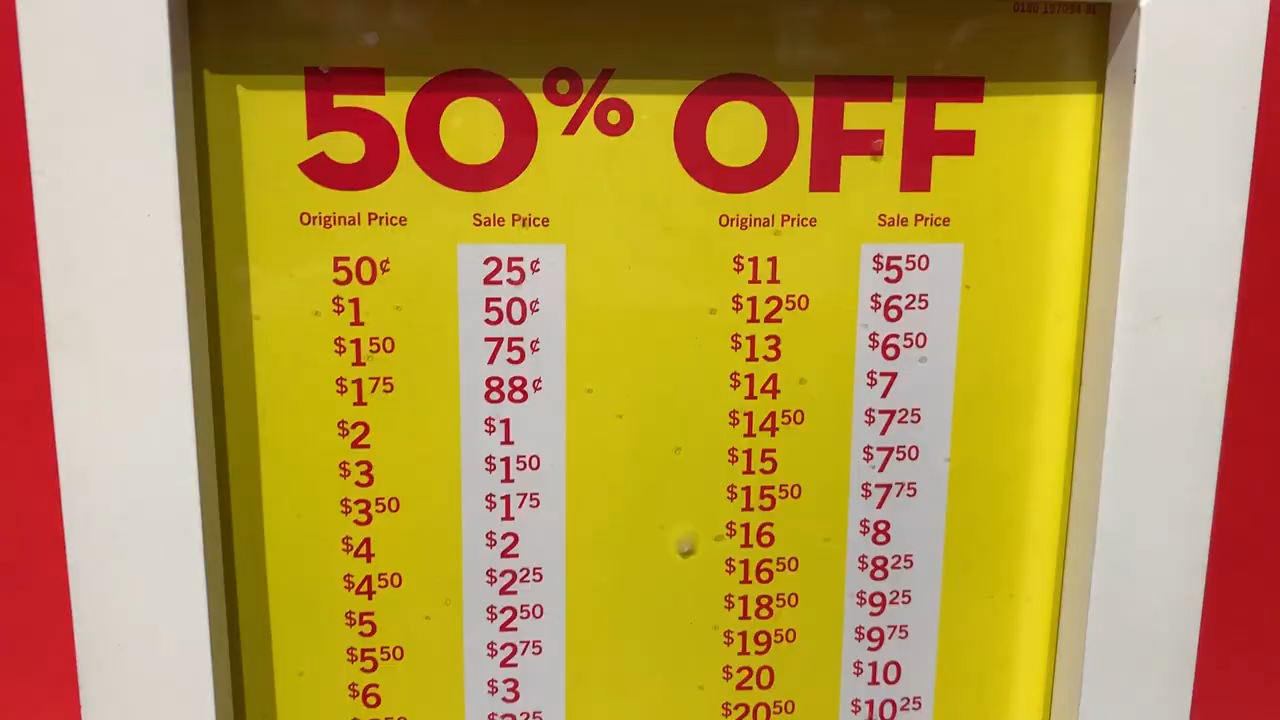 0180 197094 81
50% OFF
Original Price Sale Price Original Price Sale Price
50¢ 25¢ $11 $5.50
$1 50¢ $12.50 $6.25
$1.50 75¢ $13 $6.50
$1.75 88¢ $14 $7
$2 $1 $14.50 $7.25
$3 $1.50 $15 $7.50
$3.50 $1.75 $15.50 $7.75
$4 $2 $16 $8
$4.50 $2.25 $16.50 $8.25
$5 $2.50 $18.50 $9.25
$5.50 $2.75 $19.50 $9.75
$6 $3 $20 $10
$20.50 $10.25